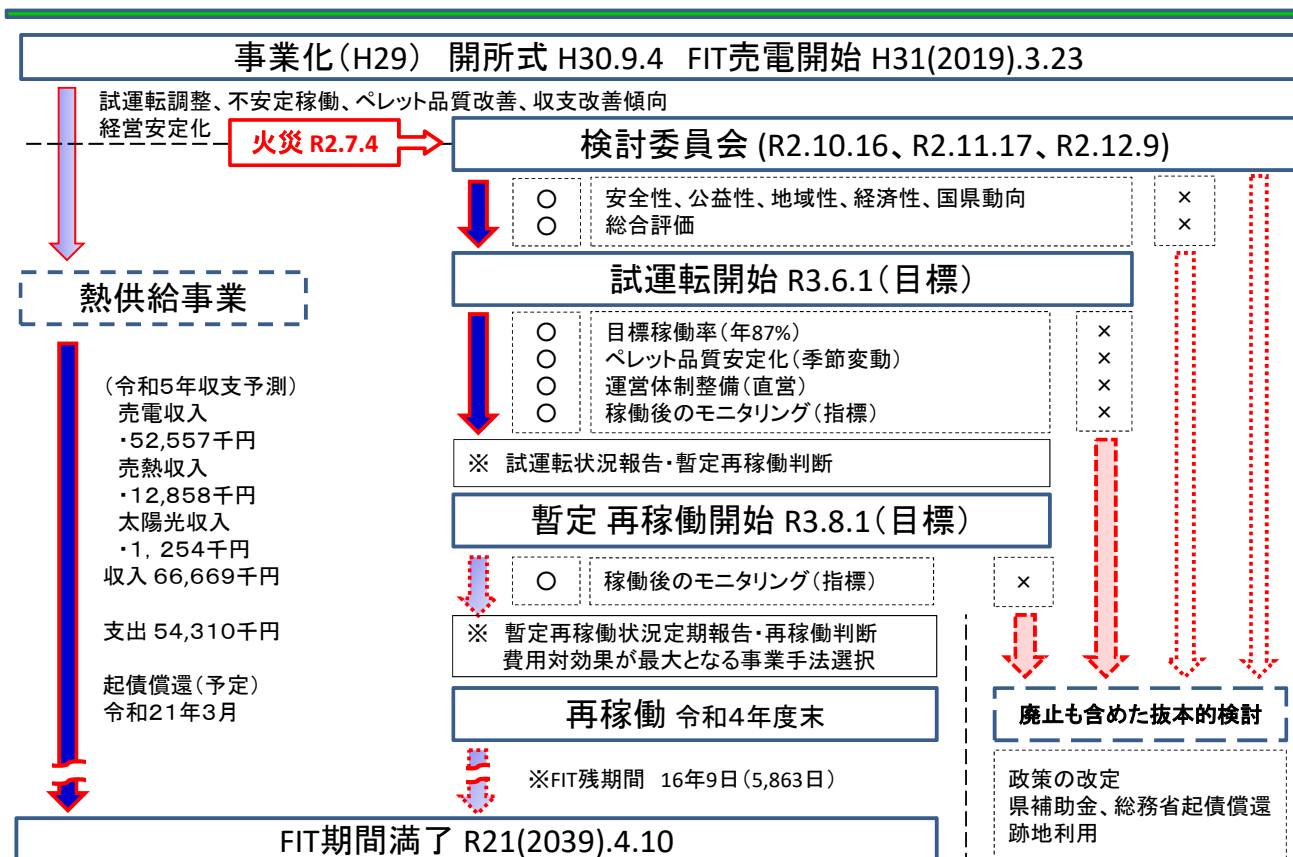 事業化(H29)　開所式 H30.9.4　FIT売電開始 H31(2019).3.23
試運転調整、不安定稼働、ペレット品質改善、収支改善傾向
経営安定化
火災 R2.7.4
検討委員会 (R2.10.16、R2.11.17、R2.12.9)
○ 安全性、公益性、地域性、経済性、国県動向 ×
○ 総合評価 ×
試運転開始 R3.6.1(目標)
熱供給事業
○ 目標稼働率(年87%) ×
○ ペレット品質安定化(季節変動) ×
○ 運営体制整備(直営) ×
○ 稼働後のモニタリング(指標) ×
(令和5年収支予測)
売電収入
・52,557千円
売熱収入
・12,858千円
太陽光収入
・1, 254千円
収入 66,669千円
支出 54,310千円
起債償還(予定)
令和21年3月
※ 試運転状況報告・暫定再稼働判断
暫定 再稼働開始 R3.8.1(目標)
○ 稼働後のモニタリング(指標) ×
※ 暫定再稼働状況定期報告・再稼働判断
費用対効果が最大となる事業手法選択
再稼働 令和4年度末
廃止も含めた抜本的検討
※FIT残期間 16年9日(5,863日)
政策の改定
県補助金、総務省起債償還
跡地利用
FIT期間満了 R21(2039).4.10